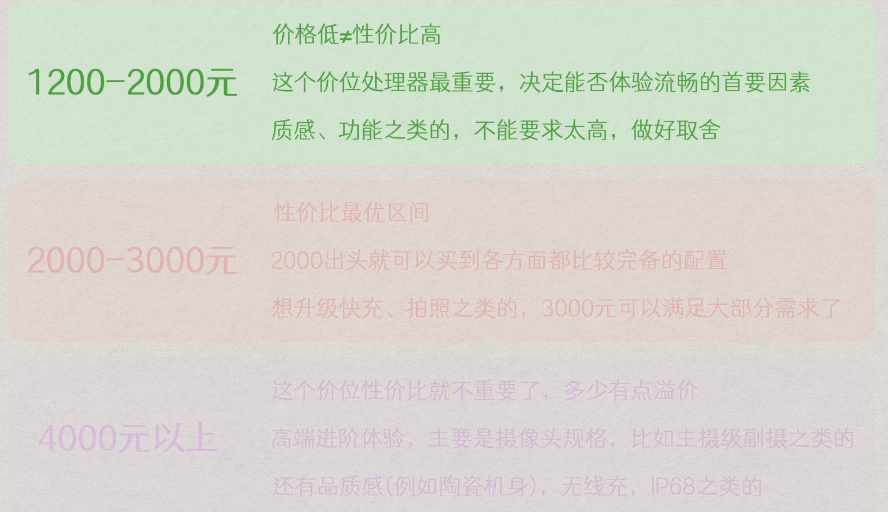 价格低≠性价比高
1200-2000元
这个价位处理器最重要，决定能否体验流畅的首要因素
质感、功能之类的，不能要求太高，做好取舍
性价比最优区间
2000-3000元
2000出头就可以买到各方面都比较完备的配置
想升级快充、拍照之类的，3000元可以满足大部分需求了
这个价位性价比就不重要了，多少有点溢价
4000元以上
高端进阶体验，主要是摄像头规格，比如主摄级副摄之类的
还有品质感(例如陶瓷机身)，无线充，IP68之类的